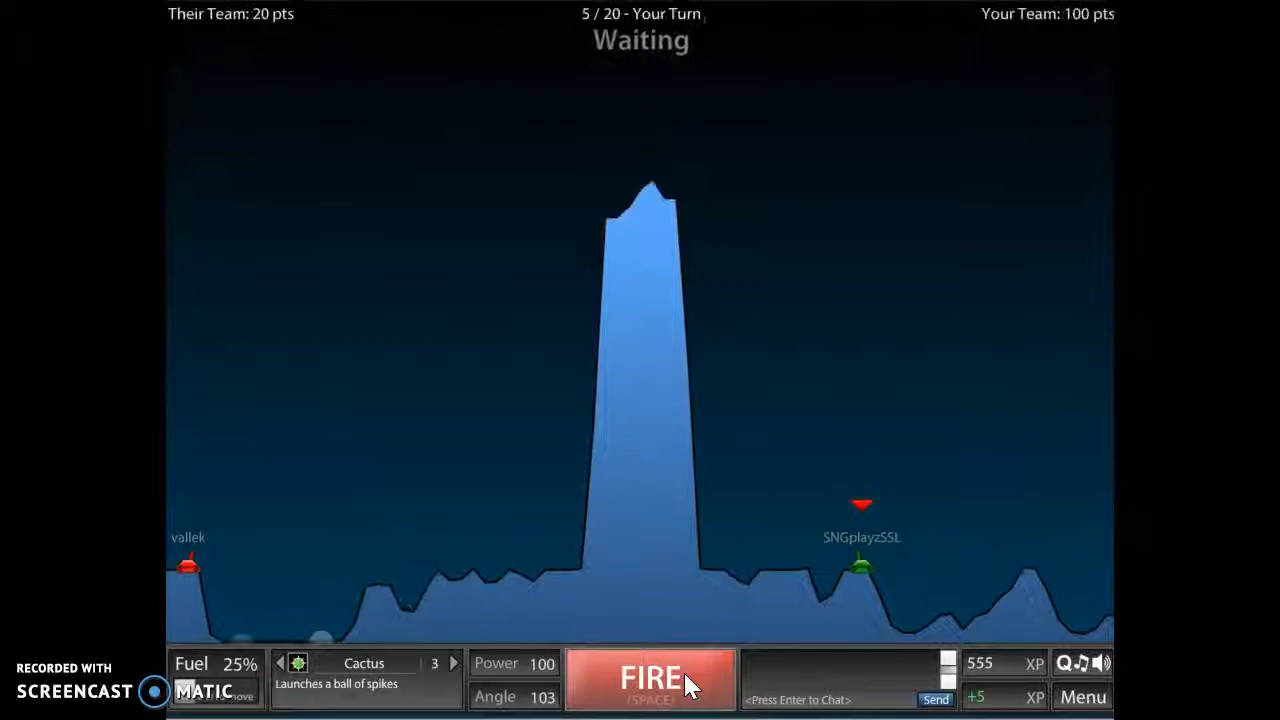 Their Team: 20 pts
5 / 20 - Your Turn
Your Team: 100 pts
Waiting
vallek
SNGplayzSSL
Fuel 25%
Cactus 3
Launches a ball of spikes
Power 100
Angle 103
FIRE
(SPACE)
<Press Enter to Chat>
Send
555 XP
+5 XP
Menu
RECORDED WITH
SCREENCAST MATIC